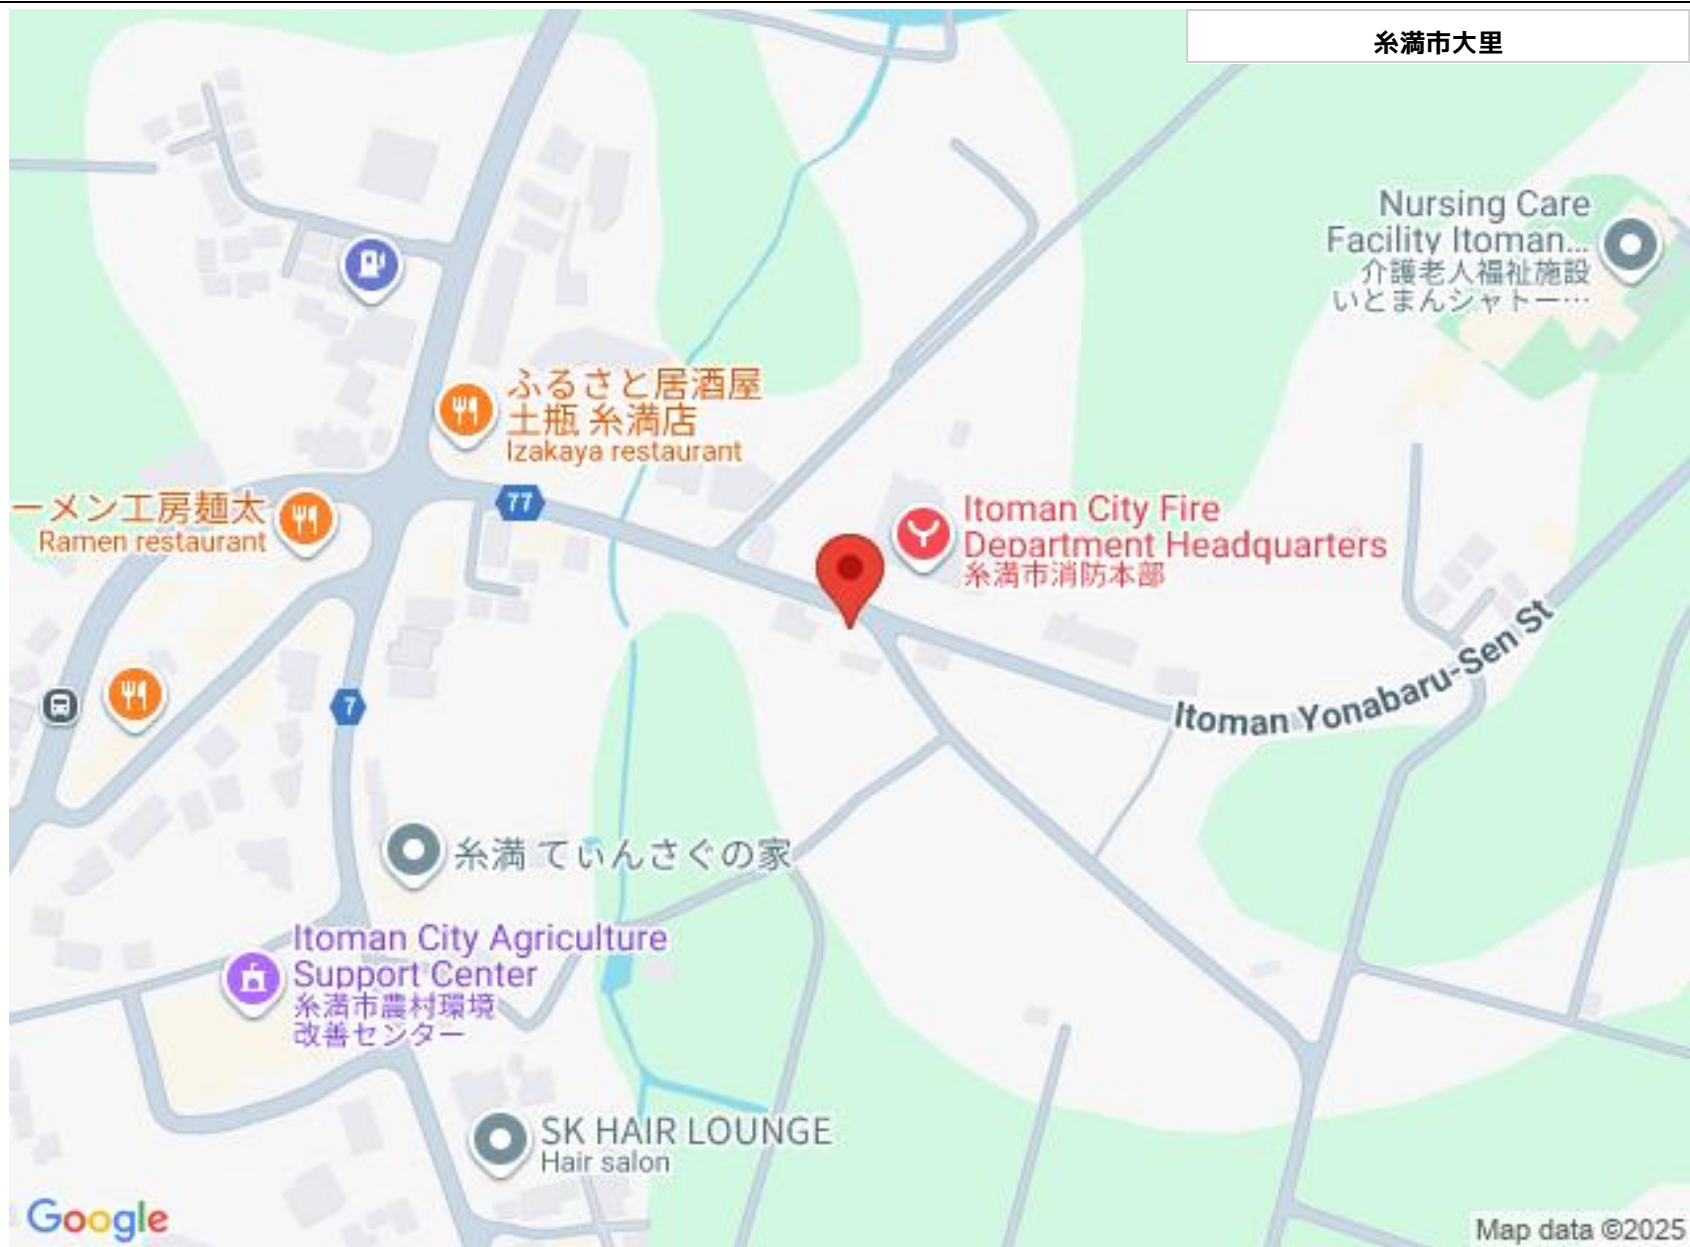 糸満市大里
Nursing Care
Facility Itoman...
介護老人福祉施設
いとまんシャトー…
ふるさと居酒屋
土瓶 糸満店
Izakaya restaurant
77
ーメン工房麺太
Ramen restaurant
Itoman City Fire
Department Headquarters
糸満市消防本部
Itoman Yonabaru-Sen St
7
糸満 てぃんさぐの家
Itoman City Agriculture
Support Center
糸満市農村環境
改善センター
SK HAIR LOUNGE
Hair salon
Google
Map data ©2025